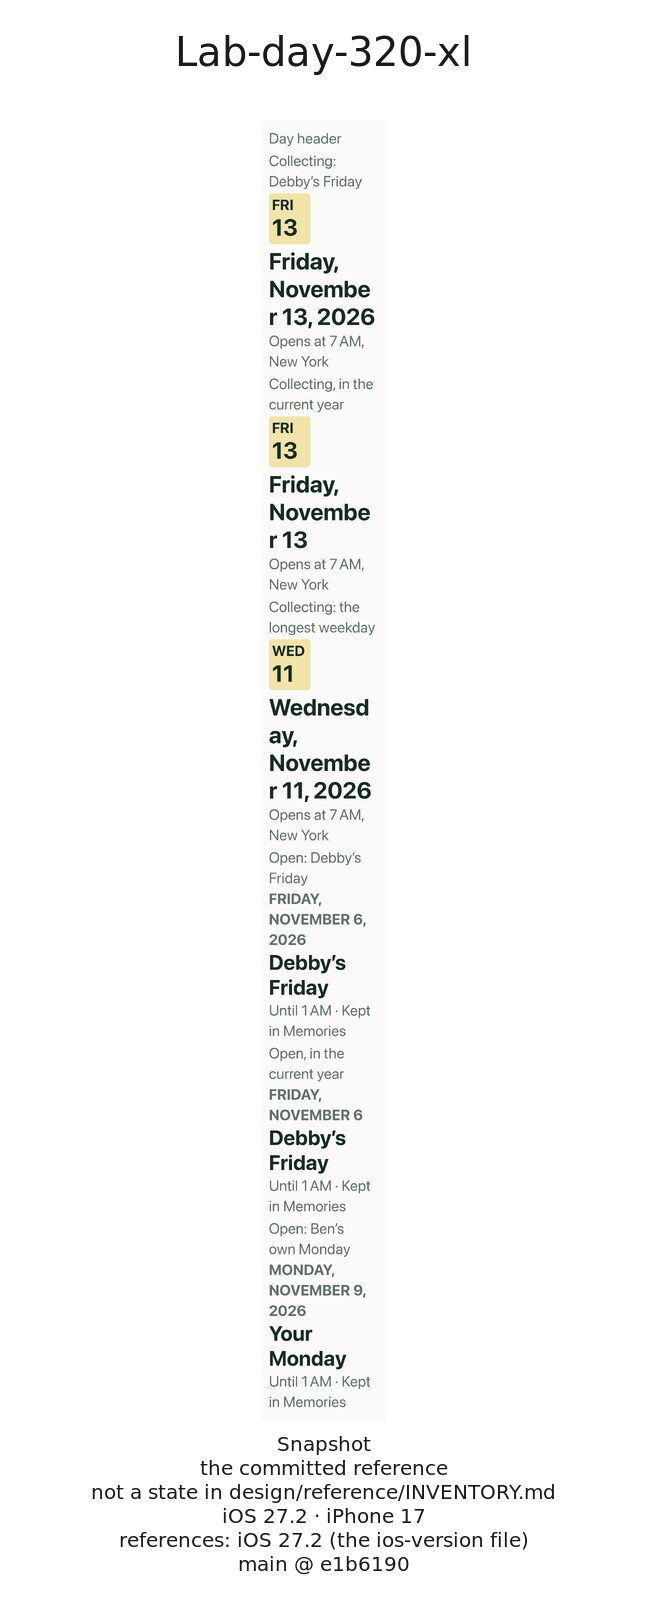 Lab-day-320-xl
Day header
Collecting:
Debby’s Friday
FRI
13
Friday,
Novembe
r 13, 2026
Opens at 7 AM,
New York
Collecting, in the
current year
FRI
13
Friday,
Novembe
r 13
Opens at 7 AM,
New York
Collecting: the
longest weekday
WED
11
Wednesd
ay,
Novembe
r 11, 2026
Opens at 7 AM,
New York
Open: Debby’s
Friday
FRIDAY,
NOVEMBER 6,
2026
Debby’s
Friday
Until 1 AM · Kept
in Memories
Open, in the
current year
FRIDAY,
NOVEMBER 6
Debby’s
Friday
Until 1 AM · Kept
in Memories
Open: Ben’s
own Monday
MONDAY,
NOVEMBER 9,
2026
Your
Monday
Until 1 AM · Kept
in Memories
Snapshot
the committed reference
not a state in design/reference/INVENTORY.md
iOS 27.2 · iPhone 17
references: iOS 27.2 (the ios-version file)
main @ e1b6190